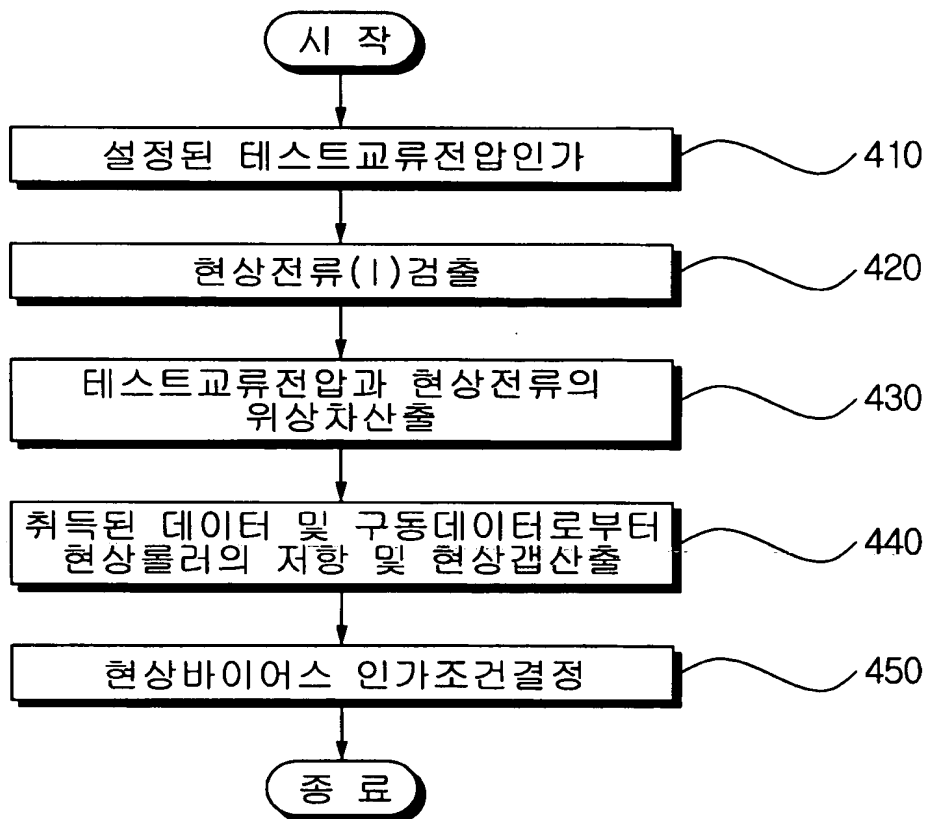 시 작
설정된 테스트교류전압인가
410
현상전류(I)검출
420
테스트교류전압과 현상전류의
위상차산출
430
취득된 데이터 및 구동데이터로부터
현상롤러의 저항 및 현상갭산출
440
현상바이어스 인가조건결정
450
종 료